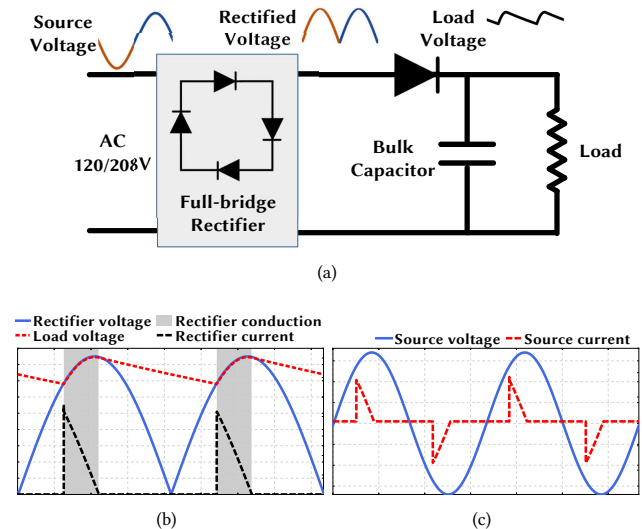 Source
Voltage
Rectified
Voltage
Load
Voltage
AC
120/208V
Full-bridge
Rectifier
Bulk
Capacitor
Load
(a)
Rectifier voltage
Rectifier conduction
Load voltage
Rectifier current
Source voltage
Source current
(b)
(c)